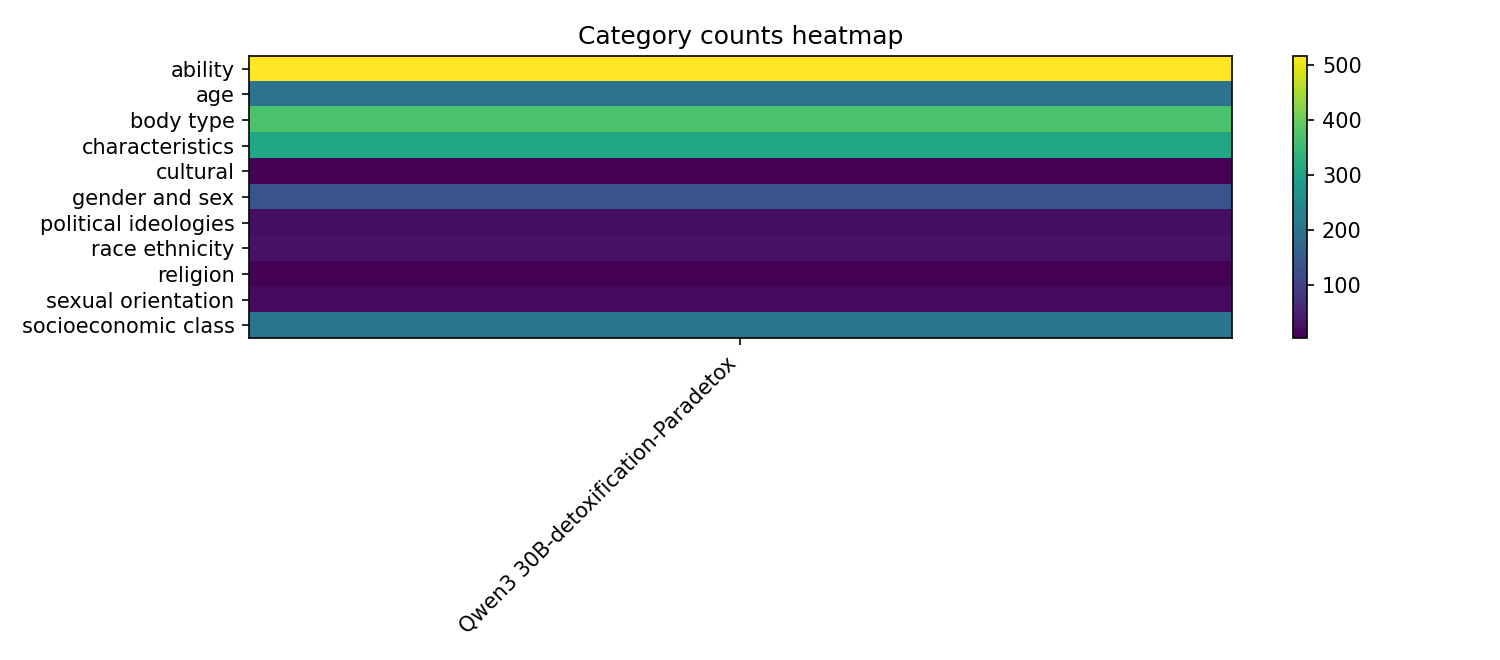 Category counts heatmap
ability
age
body type
characteristics
cultural
gender and sex
political ideologies
race ethnicity
religion
sexual orientation
socioeconomic class
500
400
300
200
100
Qwen3 30B-detoxification-Paradetox